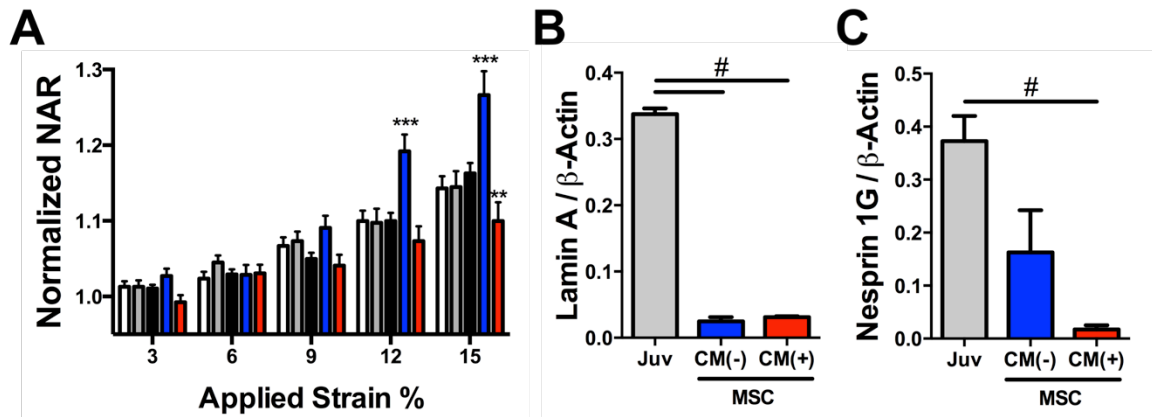 A
Normalized NAR
1.3
1.2
1.1
1.0
***
***
**
3 6 9 12 15
Applied Strain %
B
Lamin A / β-Actin
0.4
0.3
0.2
0.1
0.0
#
Juv CM(-) CM(+)
MSC
C
Nesprin 1G / β-Actin
0.5
0.4
0.3
0.2
0.1
0.0
#
Juv CM(-) CM(+)
MSC